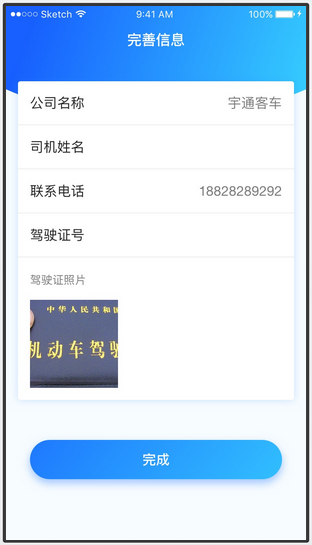 Sketch 9:41 AM 100%
完善信息
公司名称 宇通客车
司机姓名
联系电话 18828289292
驾驶证号
驾驶证照片
中华人民共和国
机动车驾驶
完成